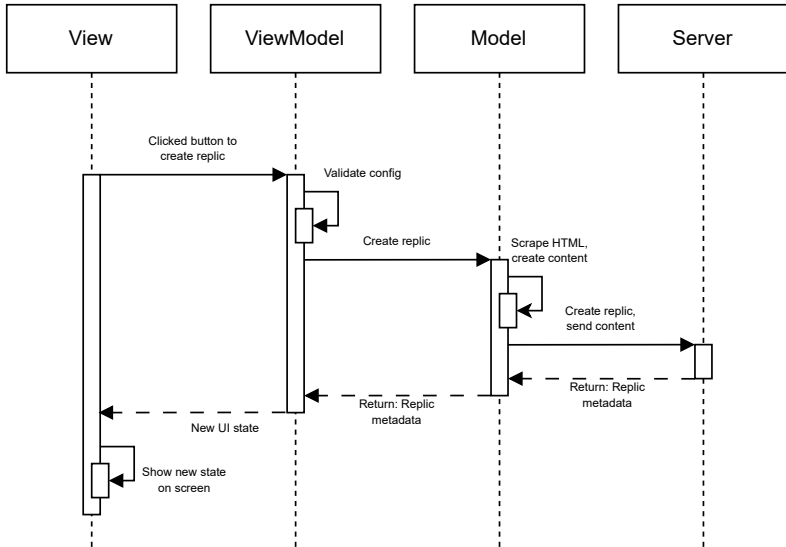 View
ViewModel
Model
Server
Clicked button to
create replic
Validate config
Create replic
Scrape HTML,
create content
Create replic,
send content
Return: Replic
metadata
Return: Replic
metadata
New UI state
Show new state
on screen